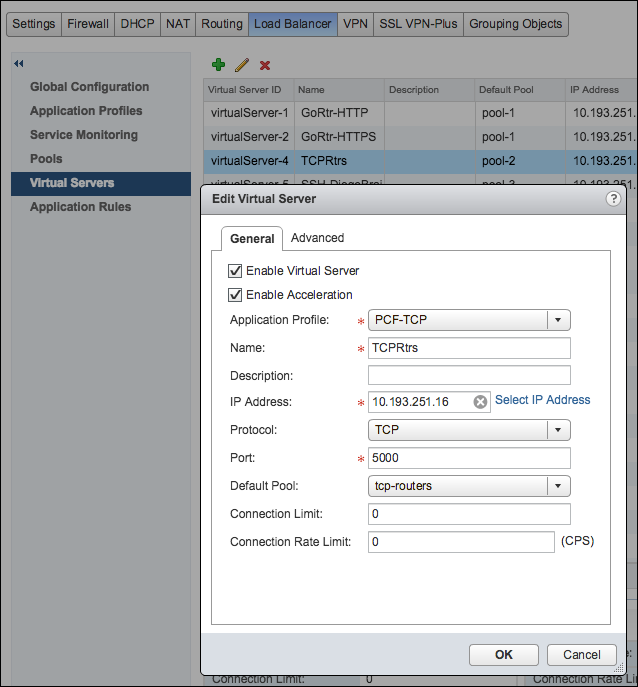 Settings Firewall DHCP NAT Routing Load Balancer VPN SSL VPN-Plus Grouping Objects
Global Configuration
Application Profiles
Service Monitoring
Pools
Virtual Servers
Application Rules
Virtual Server ID Name Description Default Pool IP Address
virtualServer-1 GoRtr-HTTP pool-1 10.193.251.
virtualServer-2 GoRtr-HTTPS pool-1 10.193.251.
virtualServer-4 TCPRtrs pool-2 10.193.251.
virtualServer-5 SSH-DiegoBrai pool-3 10.193.251.
Edit Virtual Server ?
General Advanced
Enable Virtual Server
Enable Acceleration
Application Profile: * PCF-TCP
Name: * TCPRtrs
Description:
IP Address: * 10.193.251.16 Select IP Address
Protocol: TCP
Port: * 5000
Default Pool: tcp-routers
Connection Limit: 0
Connection Rate Limit: 0 (CPS)
OK Cancel
Connection Limit: 0 Connection Rate Li